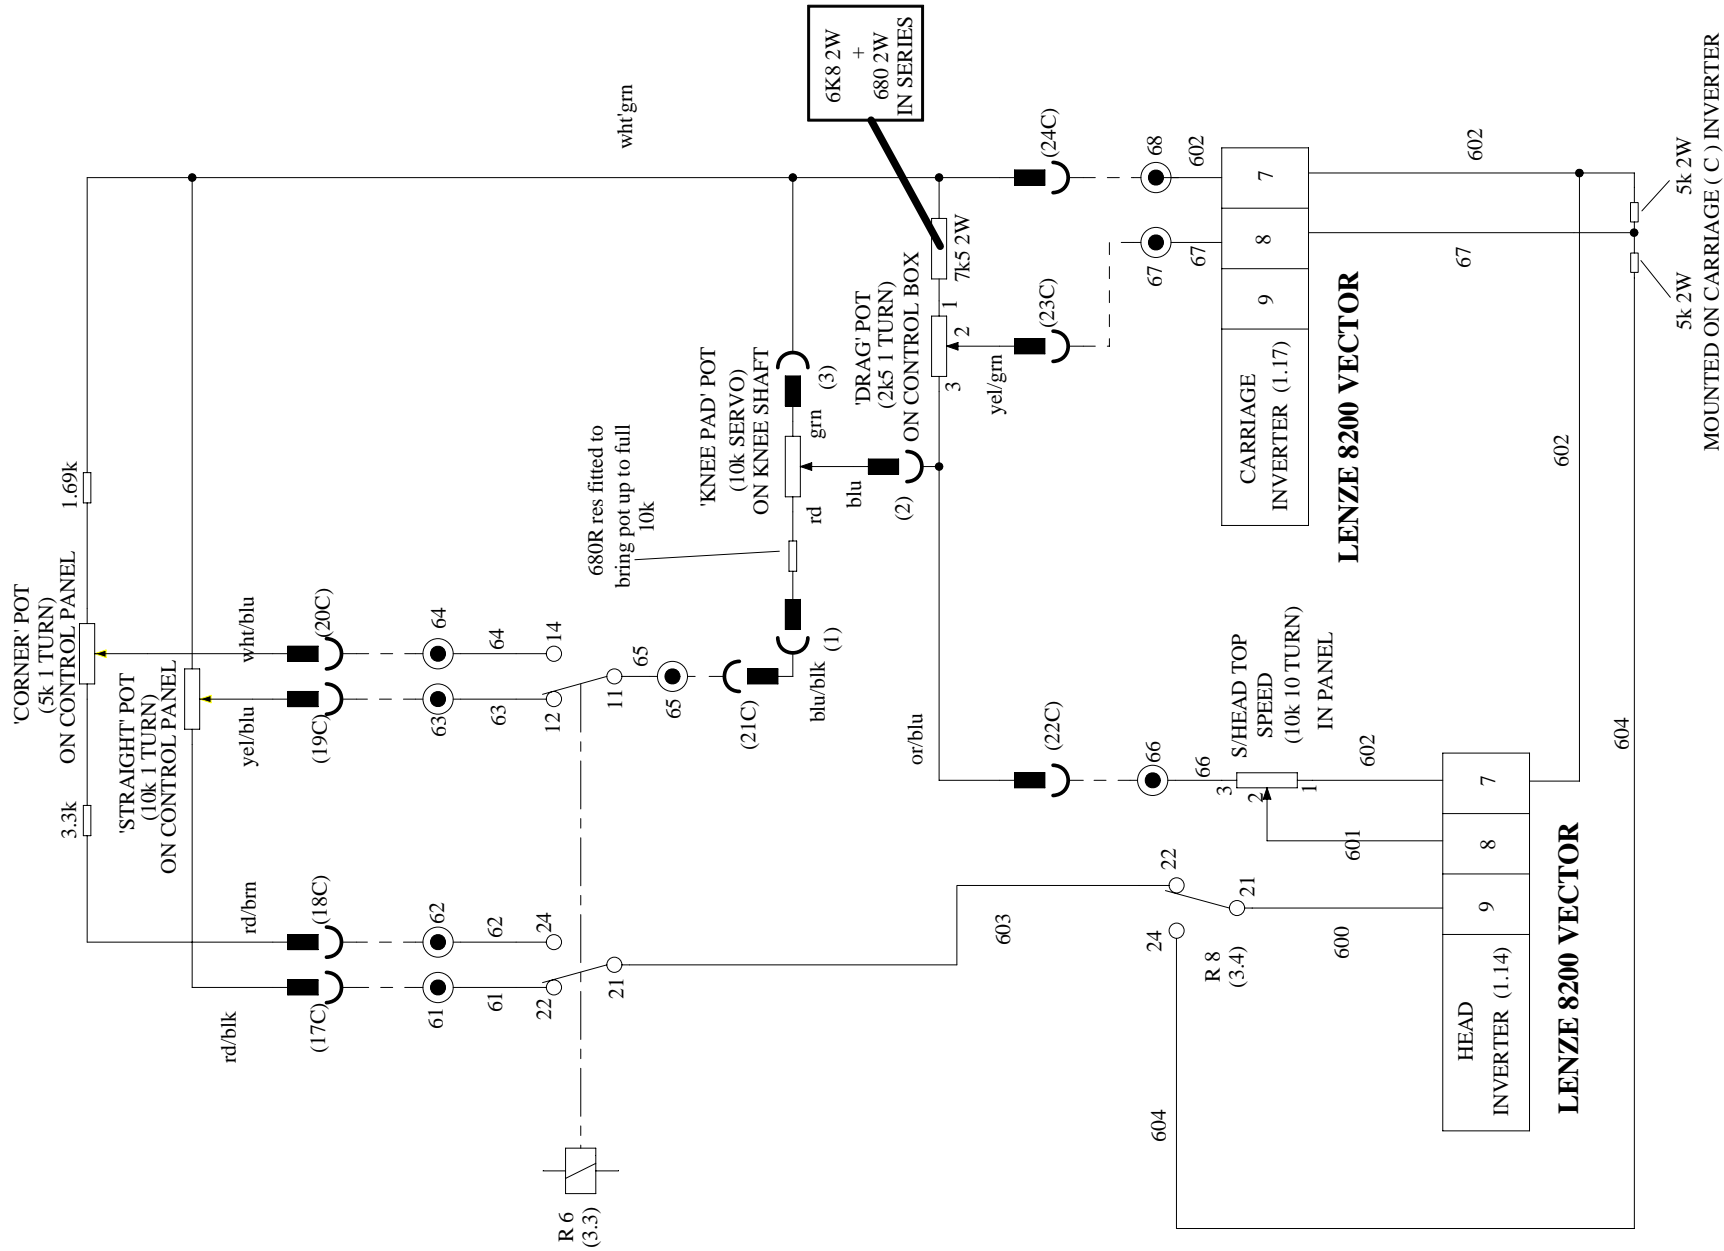 'CORNER' POT
(5k 1 TURN)
ON CONTROL PANEL
3.3k
1.69k
'STRAIGHT' POT
(10k 1 TURN)
ON CONTROL PANEL
rd/blk
rd/brn
yel/blu
wht/blu
wht'grn
(17C)
(18C)
(19C)
(20C)
61
62
63
64
61
62
63
64
22
24
12
14
21
11
R 6
(3.3)
65
65
(21C)
blu/blk
(1)
680R res fitted to
bring pot up to full
10k
'KNEE PAD' POT
(10k SERVO)
ON KNEE SHAFT
rd
grn
(3)
blu
(2)
6K8 2W
+
680 2W
IN SERIES
'DRAG' POT
(2k5 1 TURN)
ON CONTROL BOX
3
2
1
7k5 2W
or/blu
yel/grn
(22C)
(23C)
(24C)
66
67
68
66
67
602
603
604
24
22
21
R 8
(3.4)
S/HEAD TOP
SPEED
(10k 10 TURN)
IN PANEL
3
2
1
600
601
602
CARRIAGE
INVERTER (1.17)
9
8
7
LENZE 8200 VECTOR
HEAD
INVERTER (1.14)
9
8
7
LENZE 8200 VECTOR
602
67
602
604
5k 2W
5k 2W
MOUNTED ON CARRIAGE ( C ) INVERTER